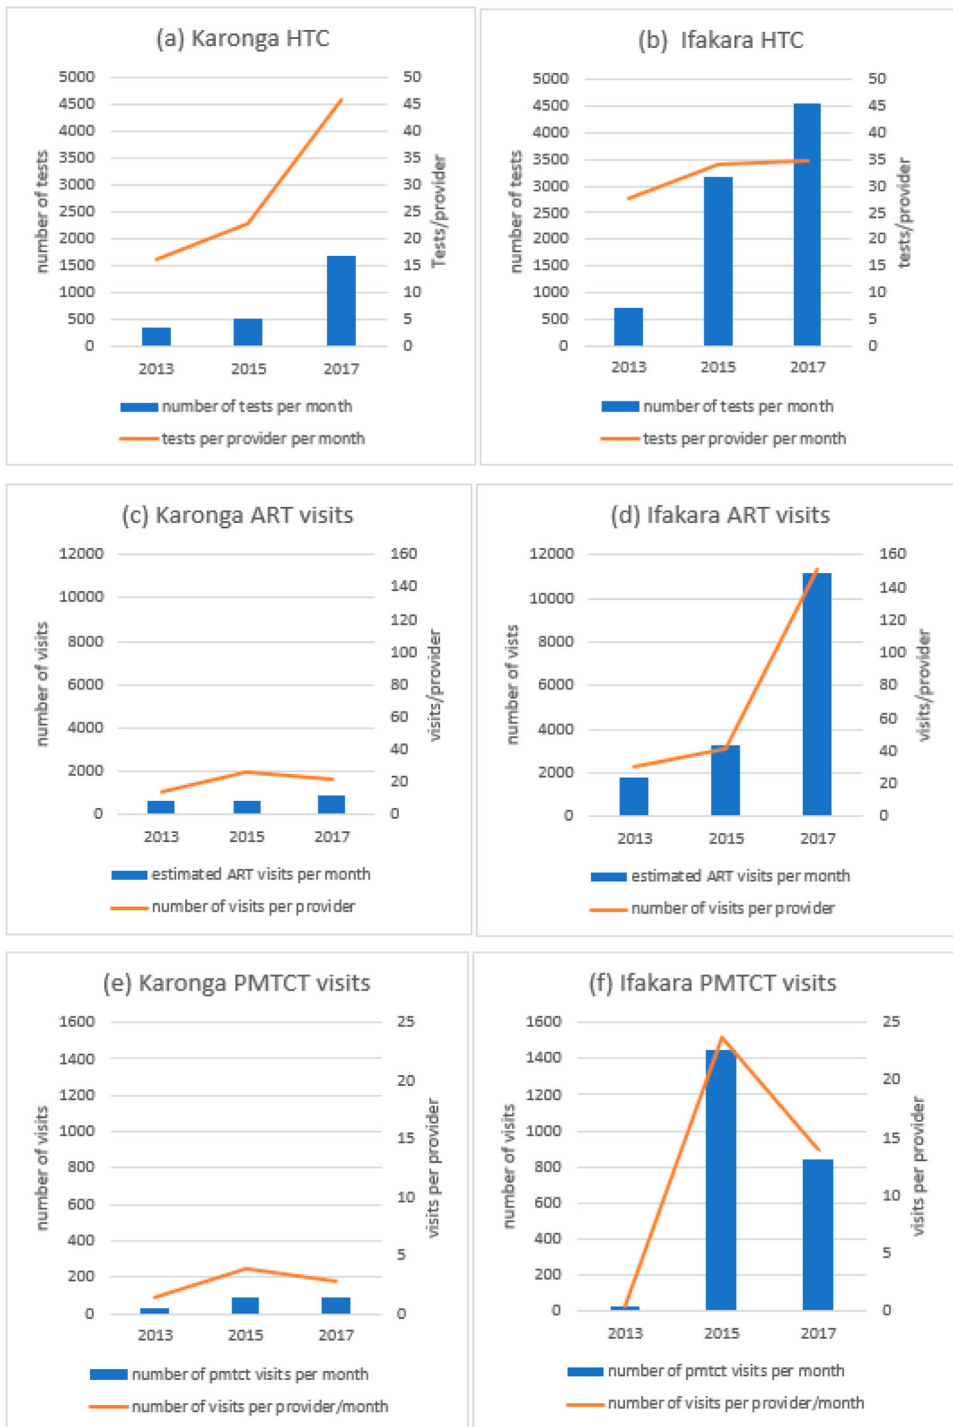 (a) Karonga HTC
number of tests
5000
4500
4000
3500
3000
2500
2000
1500
1000
500
0
50
45
40
35
30
25
20
15
10
5
0
Tests/provider
2013 2015 2017
number of tests per month
tests per provider per month
(b) Ifakara HTC
number of tests
5000
4500
4000
3500
3000
2500
2000
1500
1000
500
0
50
45
40
35
30
25
20
15
10
5
0
tests/provider
2013 2015 2017
number of tests per month
tests per provider per month
(c) Karonga ART visits
number of visits
12000
10000
8000
6000
4000
2000
0
160
140
120
100
80
60
40
20
0
visits/provider
2013 2015 2017
estimated ART visits per month
number of visits per provider
(d) Ifakara ART visits
number of vists
12000
10000
8000
6000
4000
2000
0
160
140
120
100
80
60
40
20
0
visits/provider
2013 2015 2017
estimated ART visits per month
number of visits per provider
(e) Karonga PMTCT visits
number of visits
1600
1400
1200
1000
800
600
400
200
0
25
20
15
10
5
0
visits per provider
2013 2015 2017
number of pmtct visits per month
number of visits per provider/month
(f) Ifakara PMTCT visits
number of visits
1600
1400
1200
1000
800
600
400
200
0
25
20
15
10
5
0
visits per provider
2013 2015 2017
number of pmtct visits per month
number of visits per provider/month